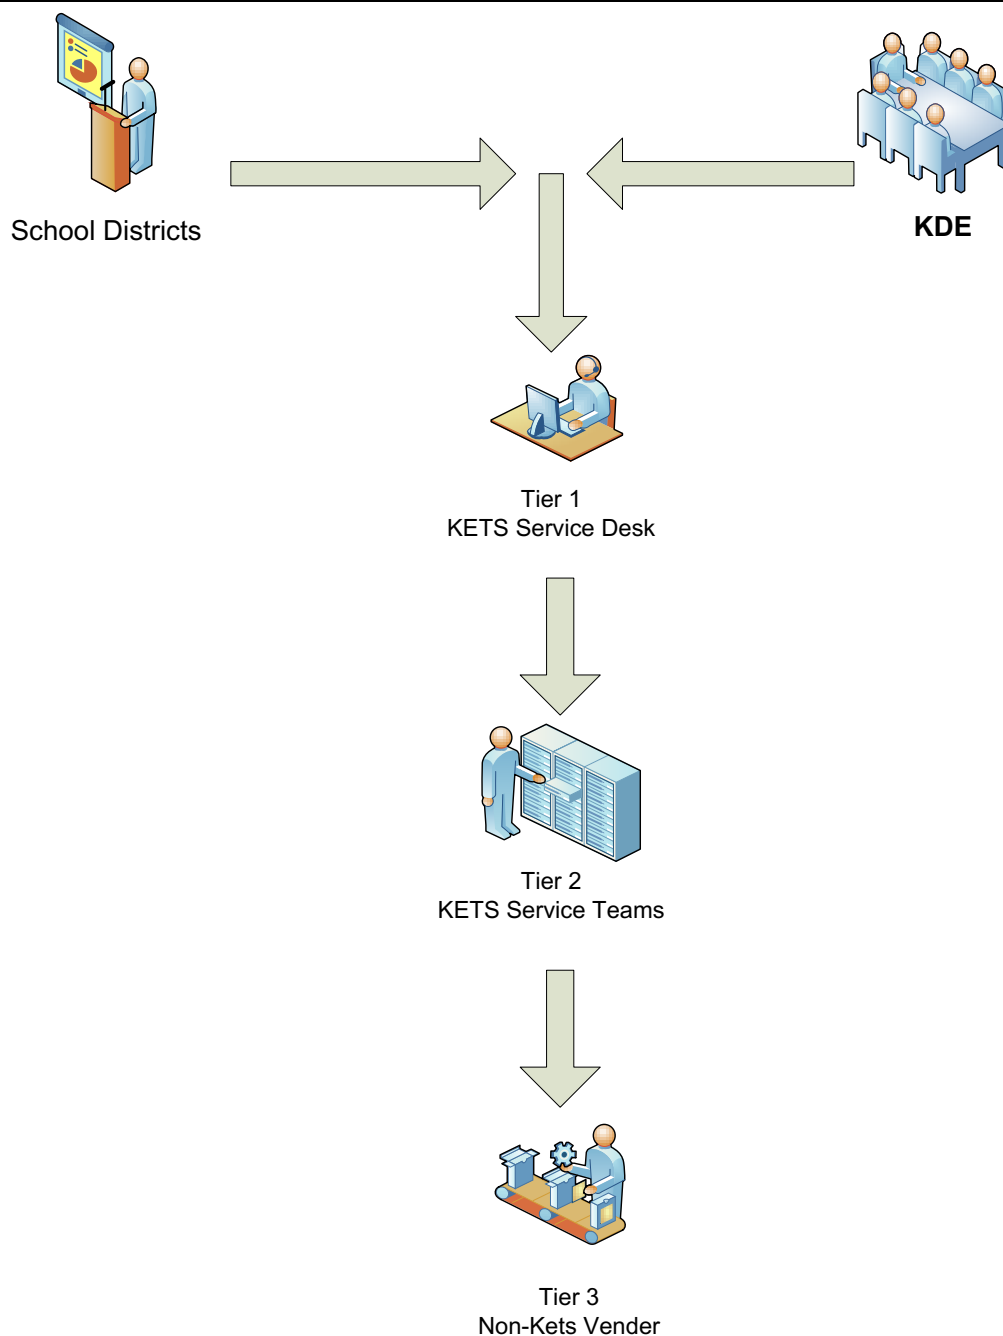 School Districts
KDE
Tier 1
KETS Service Desk
Tier 2
KETS Service Teams
Tier 3
Non-Kets Vender